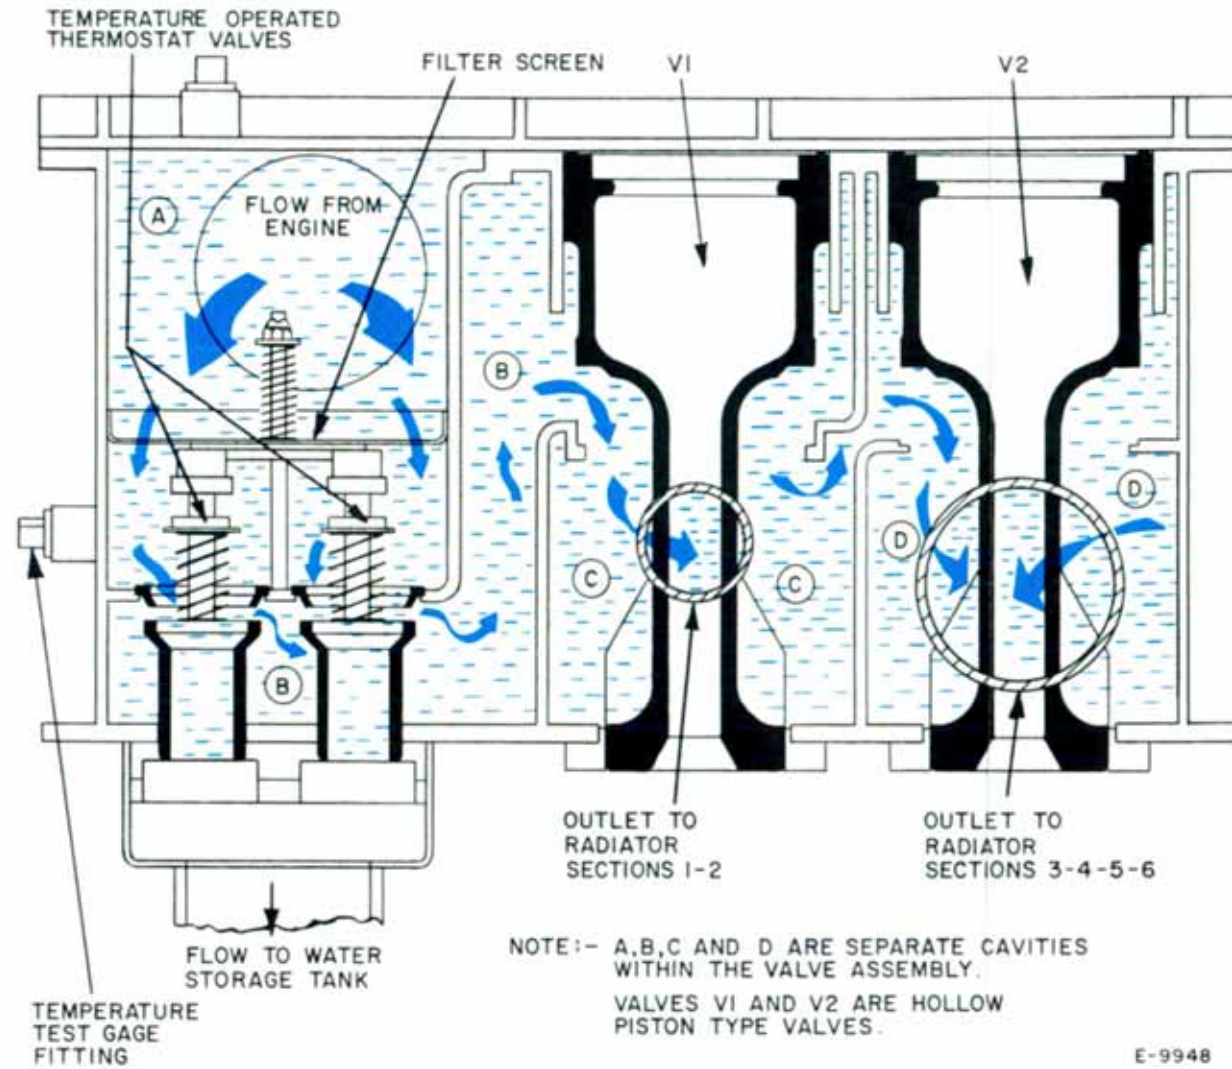 TEMPERATURE OPERATED
THERMOSTAT VALVES
FILTER SCREEN
V1
V2
A
FLOW FROM
ENGINE
B
D
D
C
C
B
OUTLET TO
RADIATOR
SECTIONS 1-2
OUTLET TO
RADIATOR
SECTIONS 3-4-5-6
FLOW TO WATER
STORAGE TANK
NOTE:- A,B,C AND D ARE SEPARATE CAVITIES
WITHIN THE VALVE ASSEMBLY.
VALVES V1 AND V2 ARE HOLLOW
PISTON TYPE VALVES.
TEMPERATURE
TEST GAGE
FITTING
E-9948